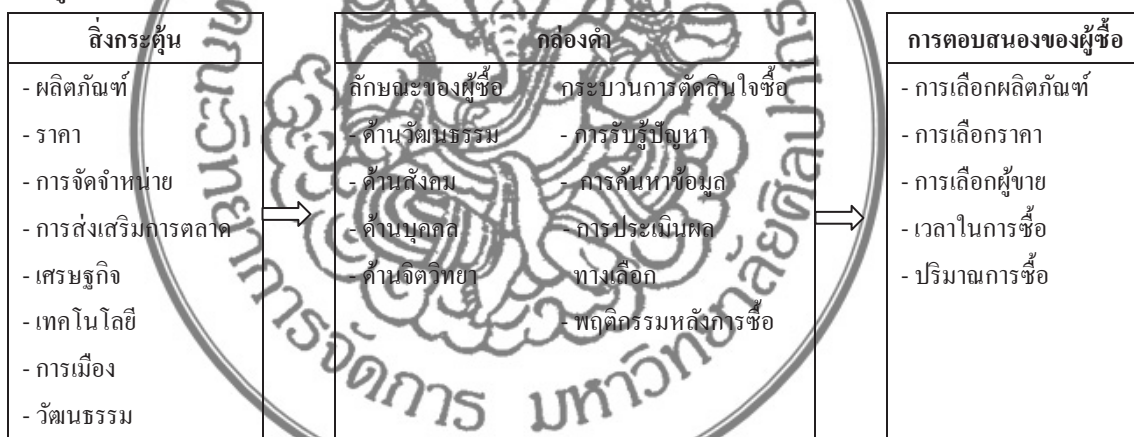 สิ่งกระตุ้น
- ผลิตภัณฑ์
- ราคา
- การจัดจำหน่าย
- การส่งเสริมการตลาด
- เศรษฐกิจ
- เทคโนโลยี
- การเมือง
- วัฒนธรรม
กล่องดำ
ลักษณะของผู้ซื้อ กระบวนการตัดสินใจซื้อ
- ด้านวัฒนธรรม - การรับรู้ปัญหา
- ด้านสังคม - การค้นหาข้อมูล
- ด้านบุคคล - การประเมินผล
- ด้านจิตวิทยา ทางเลือก
- พฤติกรรมหลังการซื้อ
การตอบสนองของผู้ซื้อ
- การเลือกผลิตภัณฑ์
- การเลือกราคา
- การเลือกผู้ขาย
- เวลาในการซื้อ
- ปริมาณการซื้อ